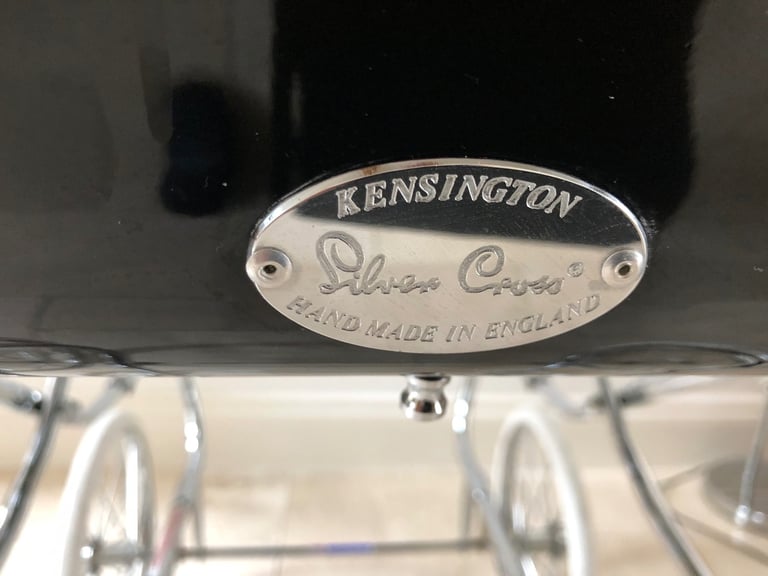 KENSINGTON
Silver Cross®
HAND MADE IN ENGLAND